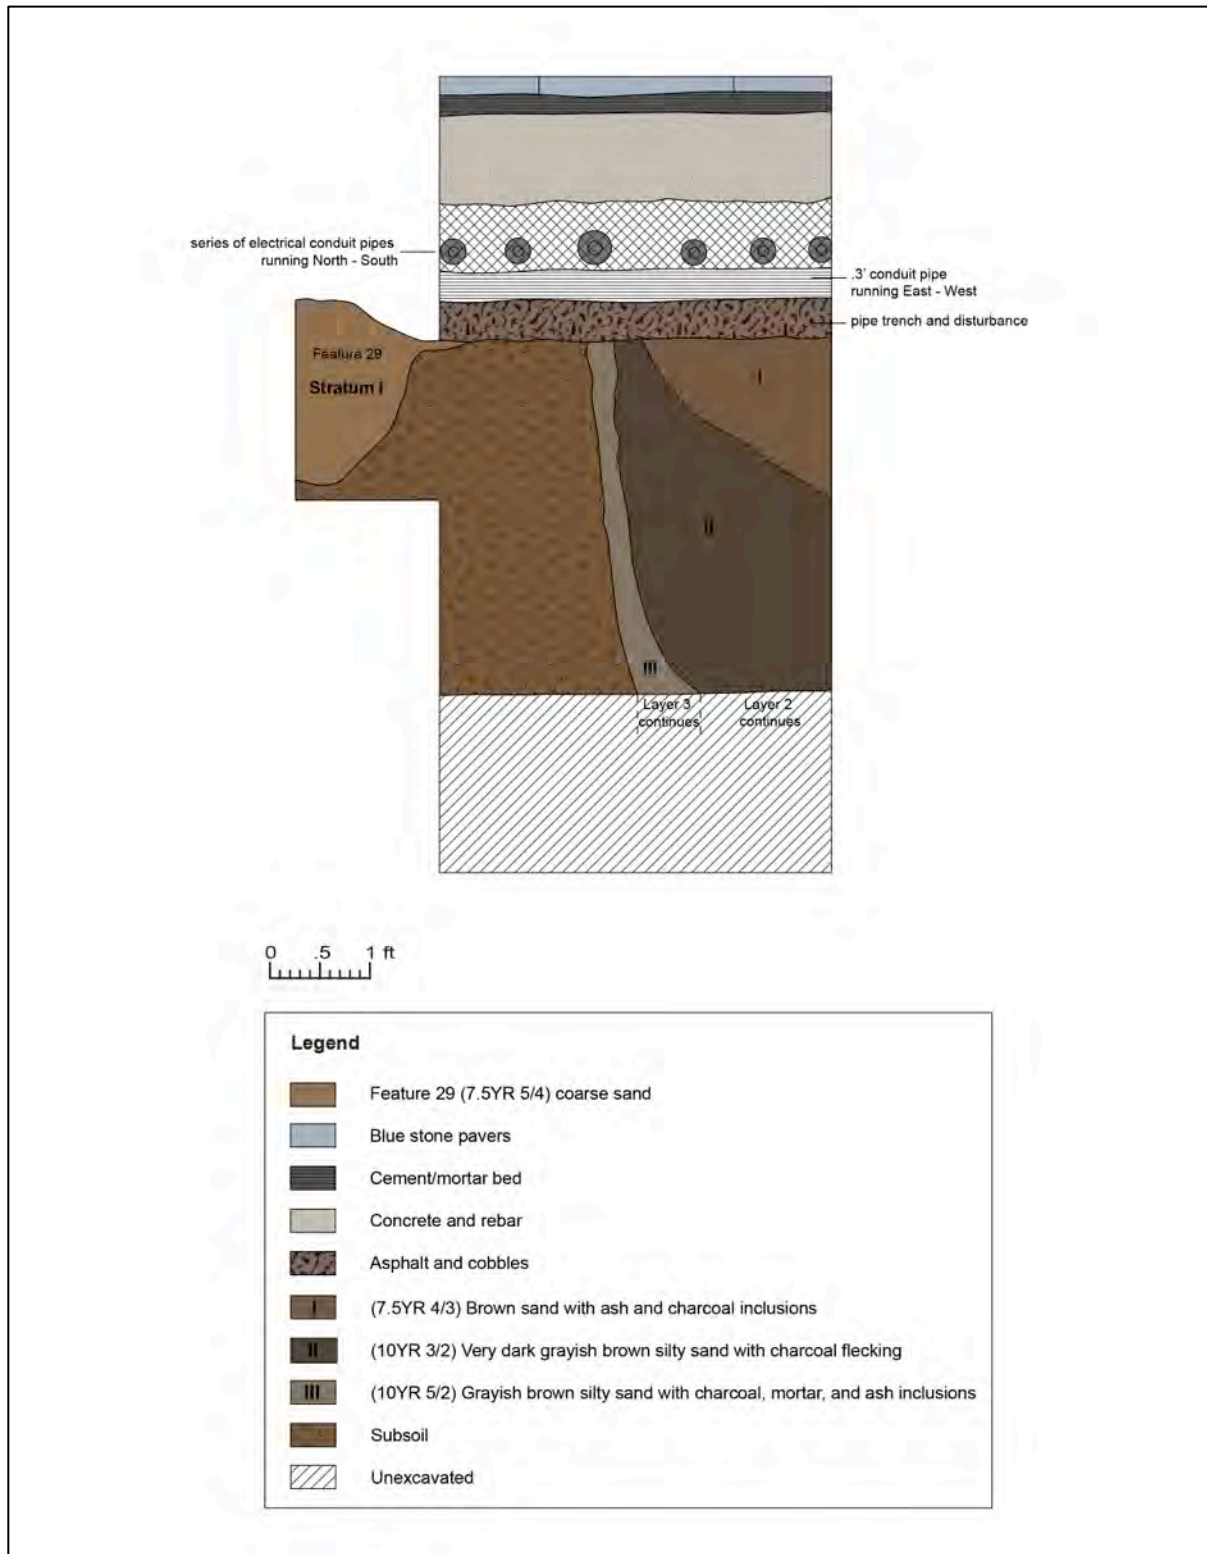 series of electrical conduit pipes
running North - South
.3' conduit pipe
running East - West
pipe trench and disturbance
Feature 29
Stratum I
I
II
III
Layer 3
continues
Layer 2
continues
0 .5 1 ft
Legend
Feature 29 (7.5YR 5/4) coarse sand
Blue stone pavers
Cement/mortar bed
Concrete and rebar
Asphalt and cobbles
I (7.5YR 4/3) Brown sand with ash and charcoal inclusions
II (10YR 3/2) Very dark grayish brown silty sand with charcoal flecking
III (10YR 5/2) Grayish brown silty sand with charcoal, mortar, and ash inclusions
Subsoil
Unexcavated